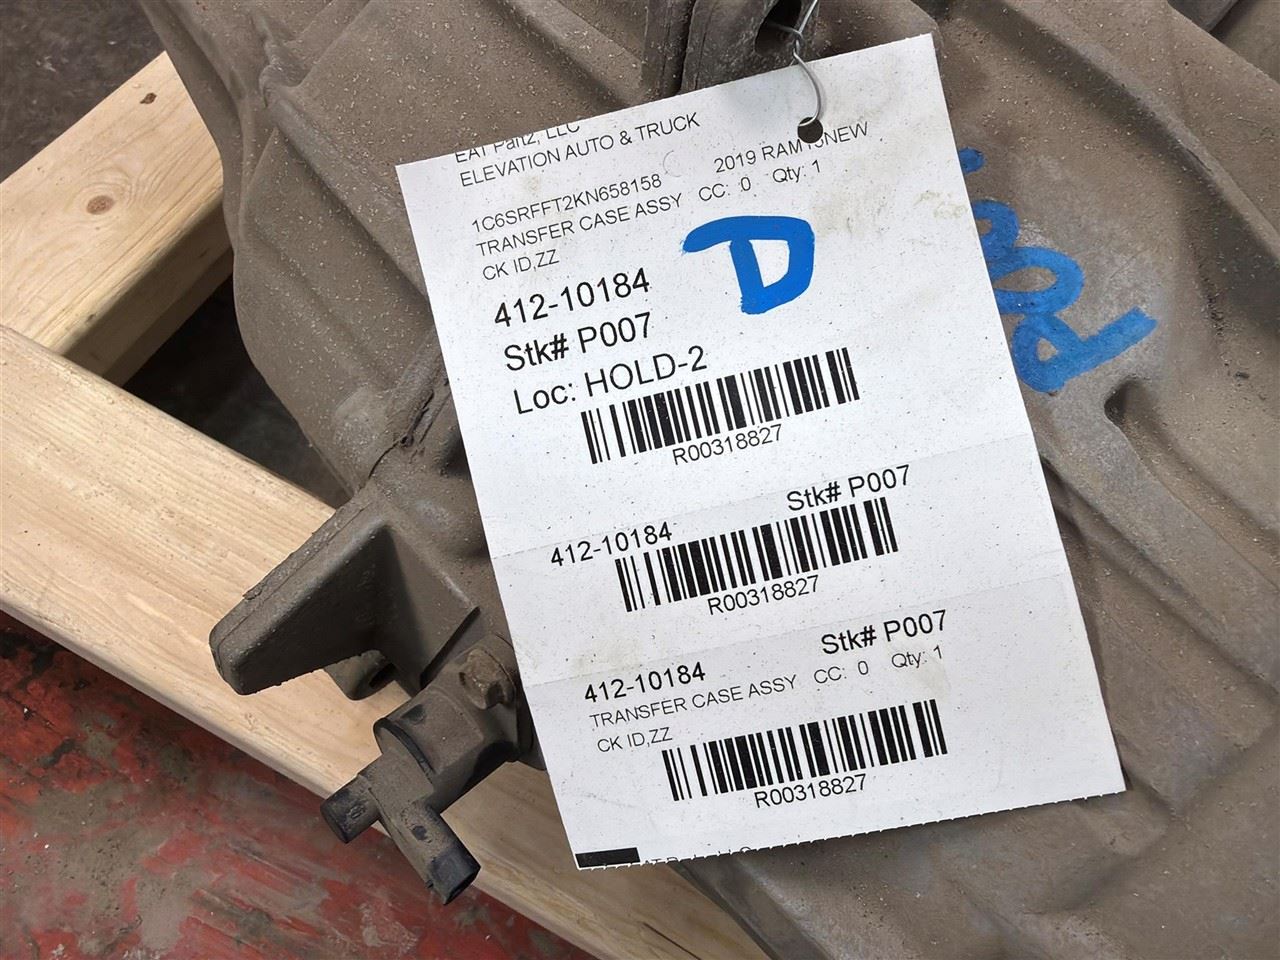 EAT Partz, LLC
ELEVATION AUTO & TRUCK
1C6SRFFT2KN658158 2019 RAM15NEW
TRANSFER CASE ASSY CC: 0 Qty: 1
CK ID,ZZ
D
412-10184
Stk# P007
Loc: HOLD-2
R00318827
Stk# P007
412-10184
R00318827
Stk# P007
412-10184
TRANSFER CASE ASSY CC: 0 Qty: 1
CK ID,ZZ
R00318827
P007